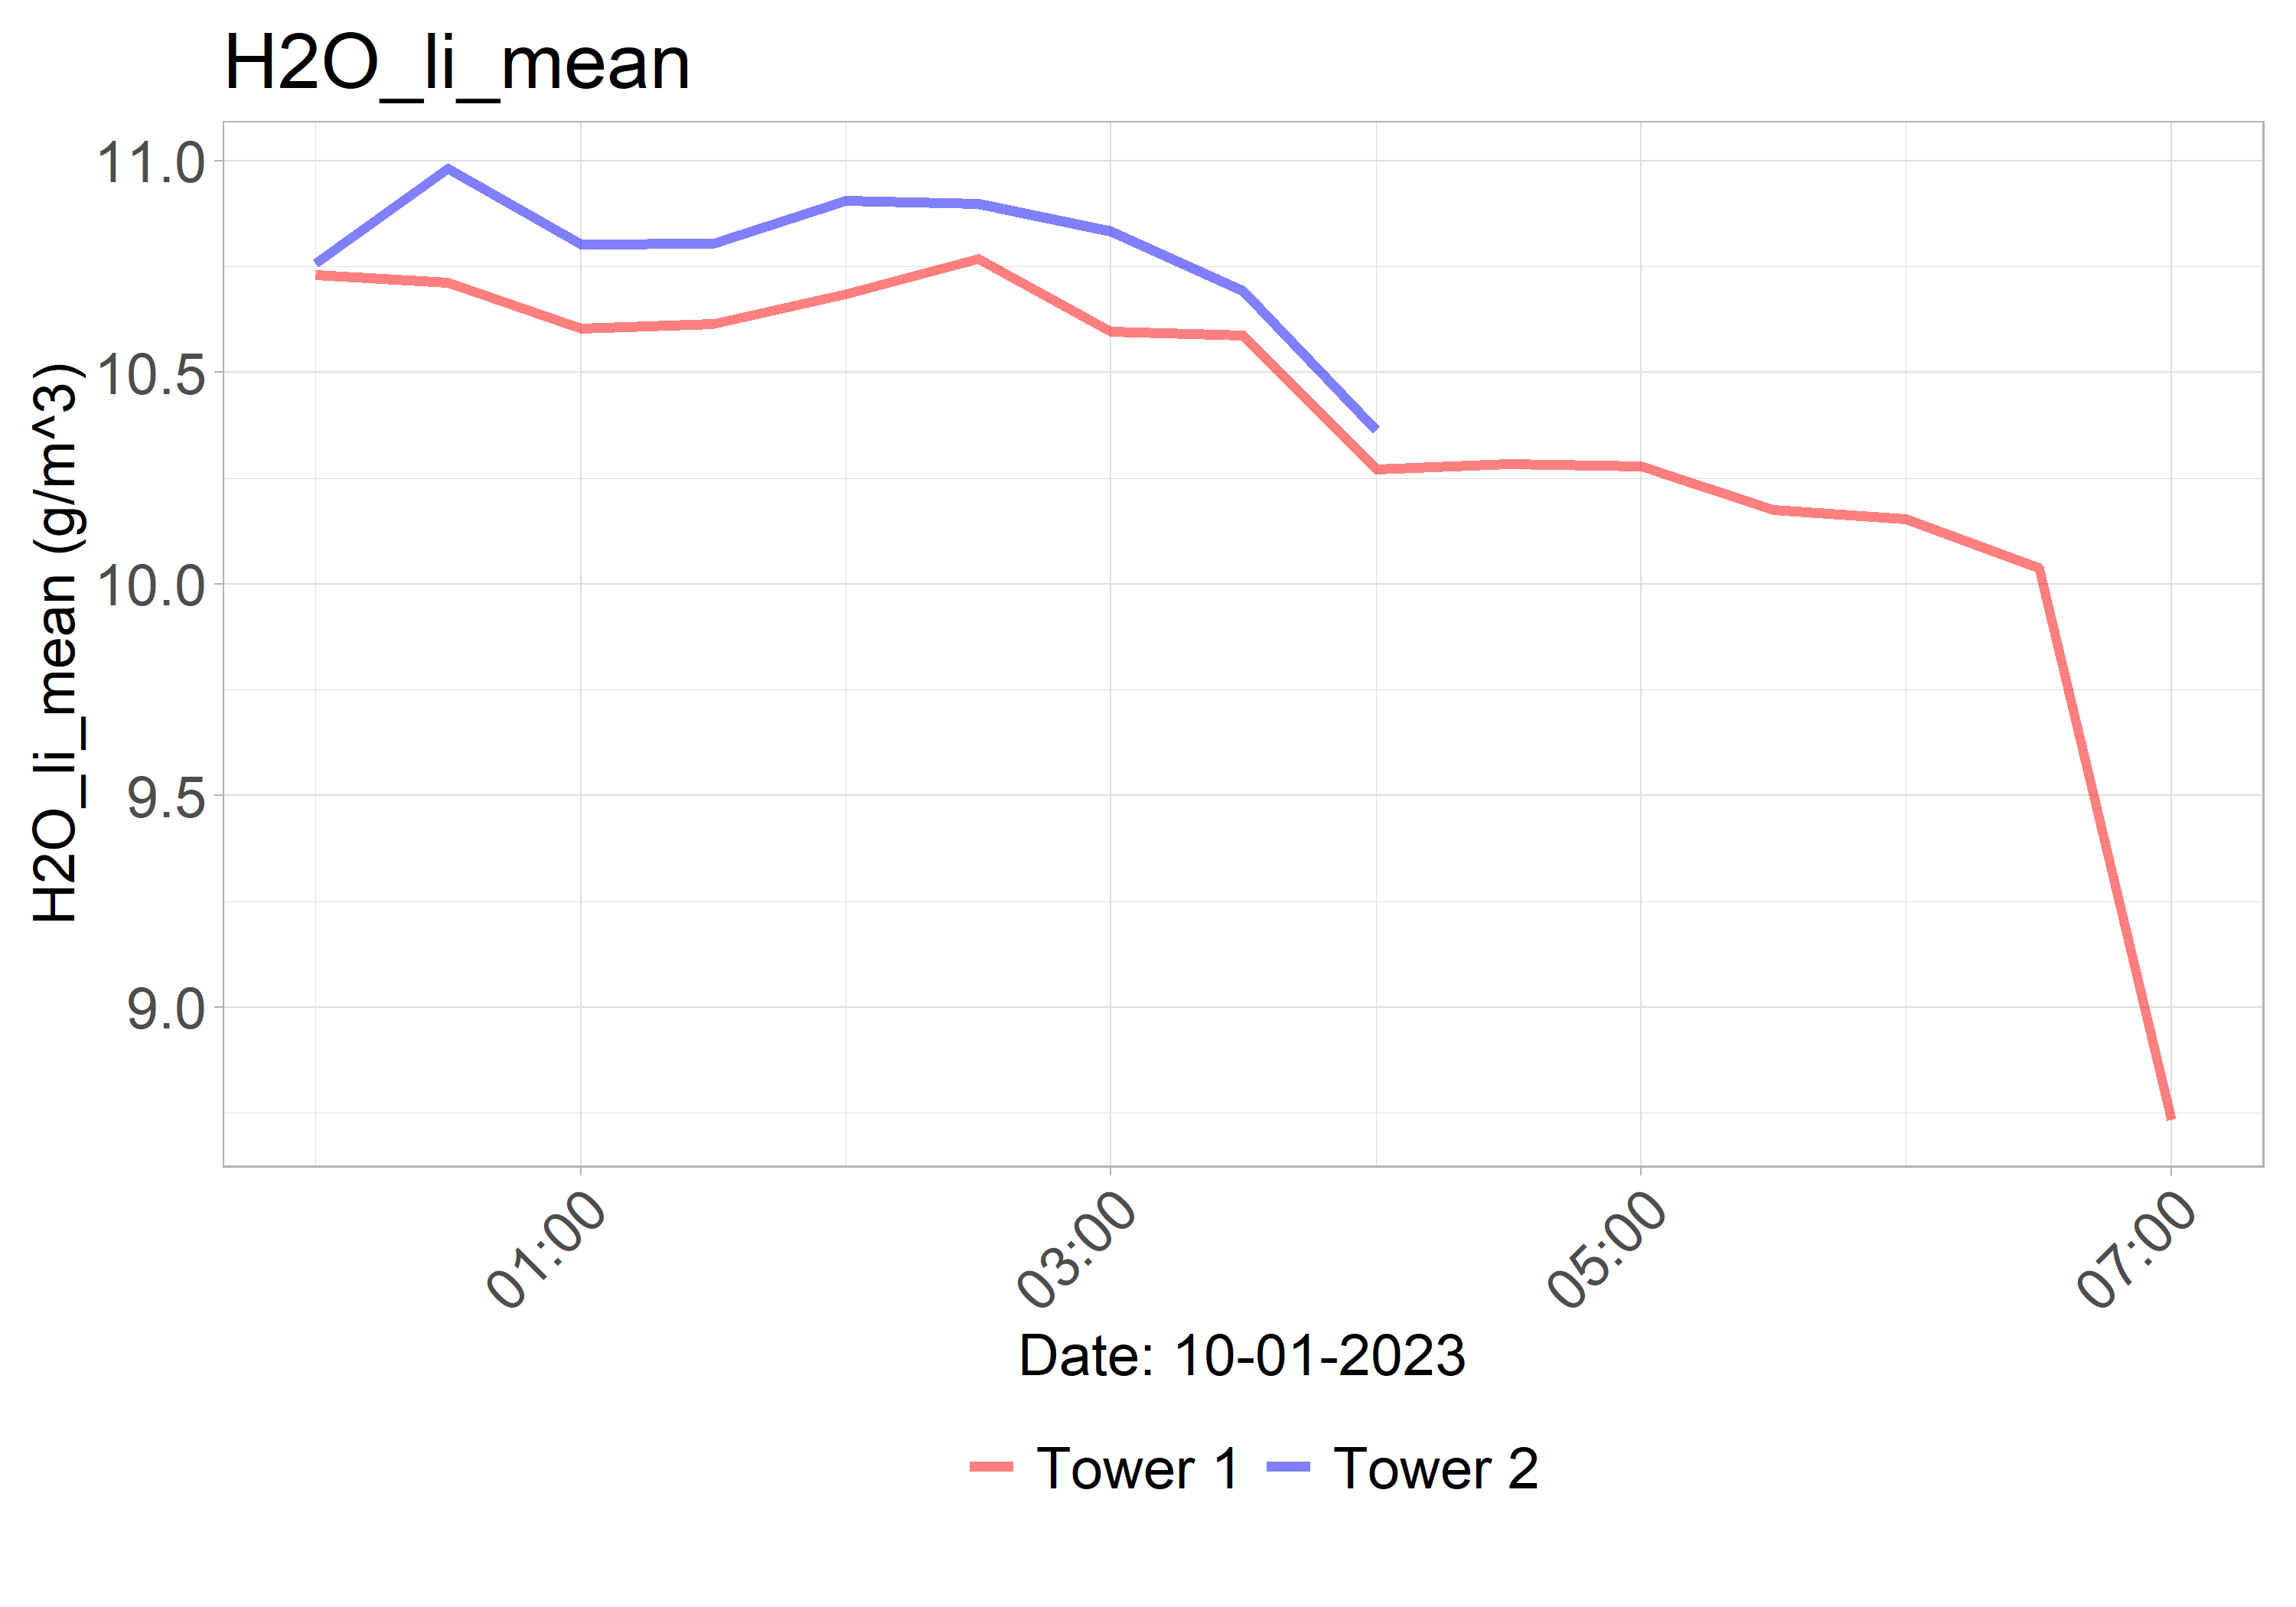 H2O_li_mean
H2O_li_mean (g/m^3)
11.0
10.5
10.0
9.5
9.0
01:00
03:00
05:00
07:00
Date: 10-01-2023
Tower 1
Tower 2